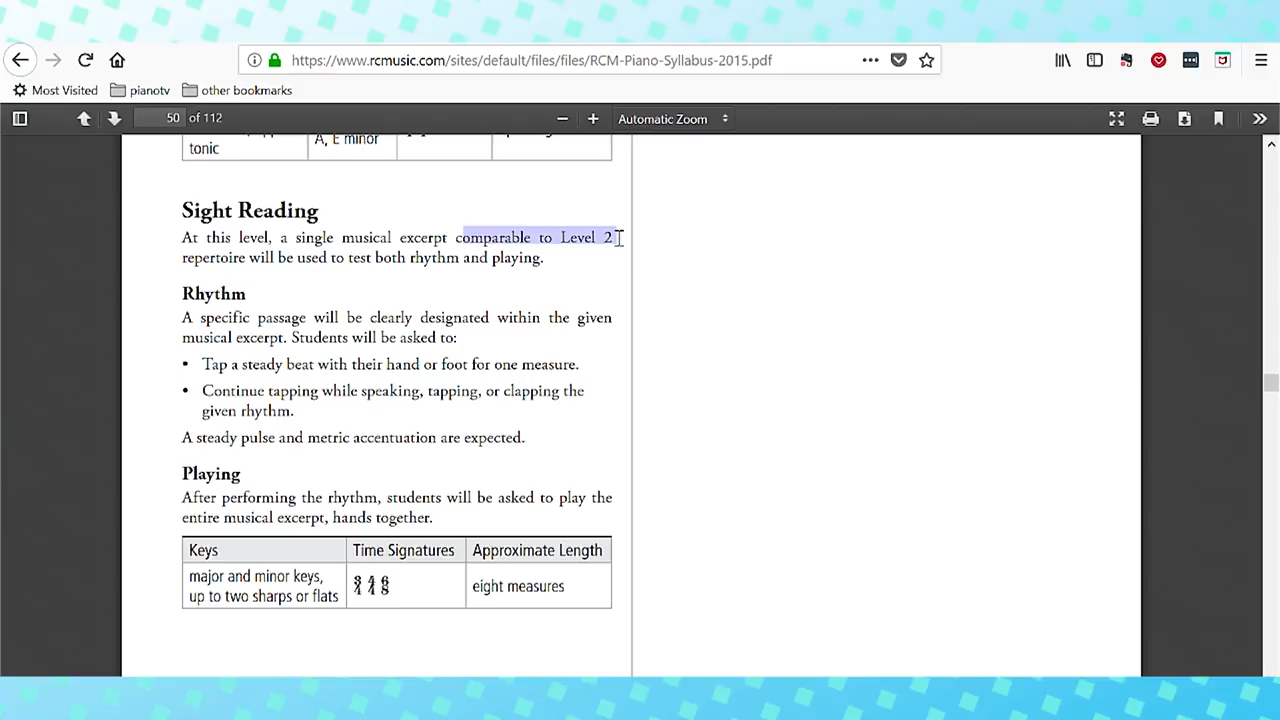 https://www.rcmusic.com/sites/default/files/files/RCM-Piano-Syllabus-2015.pdf
Most Visited pianotv other bookmarks
50 of 112 Automatic Zoom
tonic A, E minor
Sight Reading
At this level, a single musical excerpt comparable to Level 2
repertoire will be used to test both rhythm and playing.
Rhythm
A specific passage will be clearly designated within the given
musical excerpt. Students will be asked to:
• Tap a steady beat with their hand or foot for one measure.
• Continue tapping while speaking, tapping, or clapping the
given rhythm.
A steady pulse and metric accentuation are expected.
Playing
After performing the rhythm, students will be asked to play the
entire musical excerpt, hands together.
Keys Time Signatures Approximate Length
major and minor keys,
up to two sharps or flats
3/4 4/4 6/8
eight measures